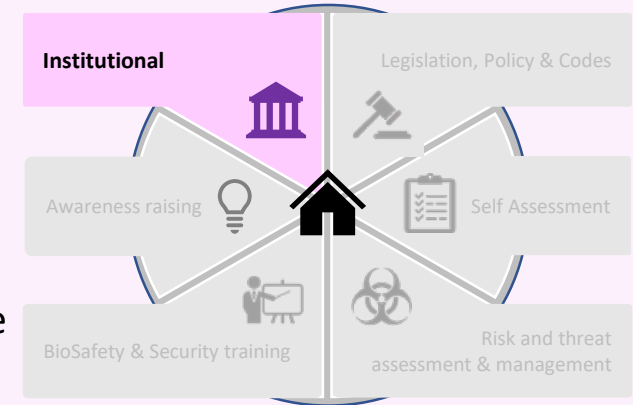 Institutional
Legislation, Policy & Codes
Awareness raising
Self Assessment
e
BioSafety & Security training
Risk and threat
assessment & management